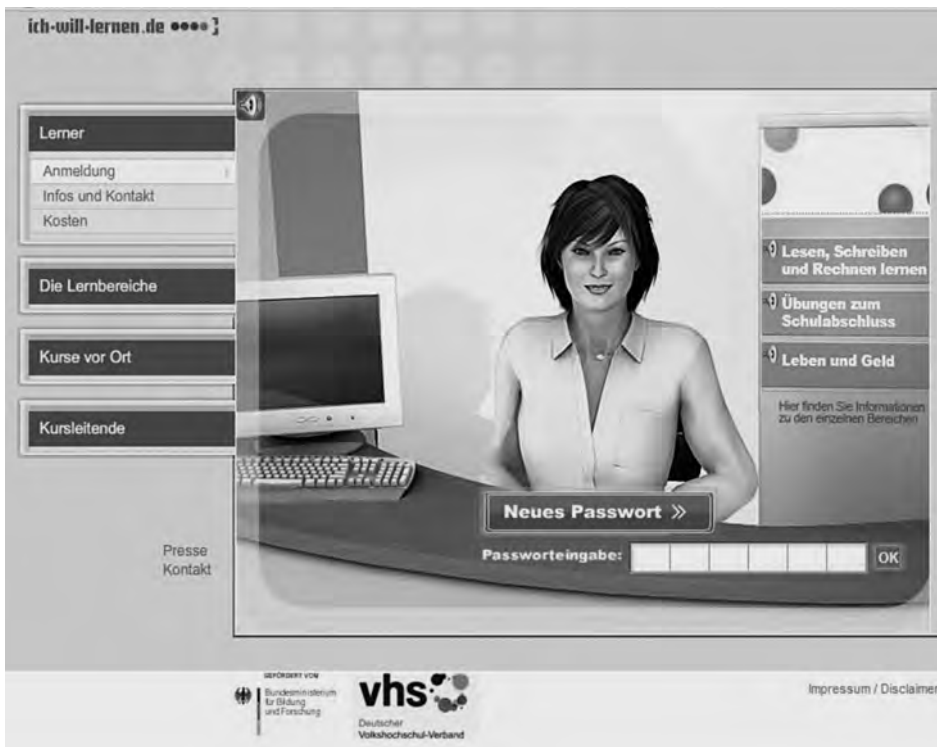 ich-will-lernen.de
Lerner
Anmeldung
Infos und Kontakt
Kosten
Die Lernbereiche
Kurse vor Ort
Kursleitende
Presse
Kontakt
Lesen, Schreiben
und Rechnen lernen
Übungen zum
Schulabschluss
Leben und Geld
Hier finden Sie Informationen
zu den einzelnen Bereichen
Neues Passwort »
Passworteingabe:
OK
GEFÖRDERT VOM
Bundesministerium
für Bildung
und Forschung
vhs
Deutscher
Volkshochschul-Verband
Impressum / Disclaimer